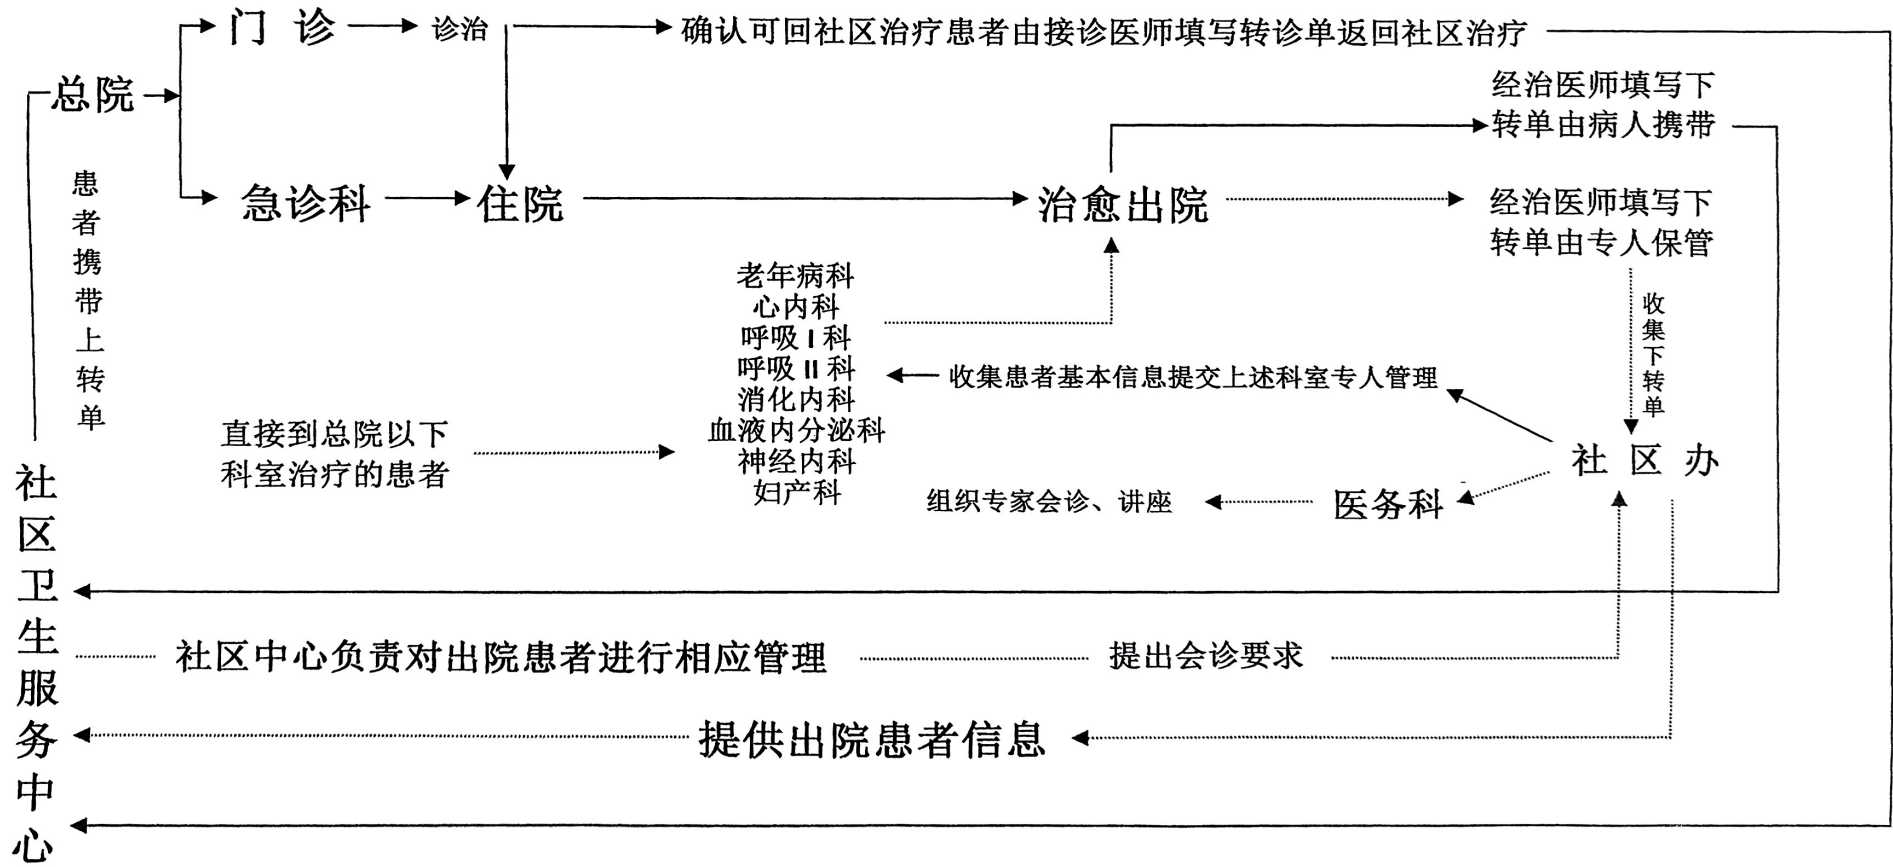 门 诊
诊治
确认可回社区治疗患者由接诊医师填写转诊单返回社区治疗
总院
经治医师填写下
转单由病人携带
患者携带上转单
急诊科
住院
治愈出院
经治医师填写下
转单由专人保管
老年病科
心内科
呼吸 I 科
呼吸 II 科
消化内科
血液内分泌科
神经内科
妇产科
收集下转单
收集患者基本信息提交上述科室专人管理
直接到总院以下
科室治疗的患者
社 区 办
组织专家会诊、讲座
医务科
社区卫生服务中心
社区中心负责对出院患者进行相应管理
提出会诊要求
提供出院患者信息